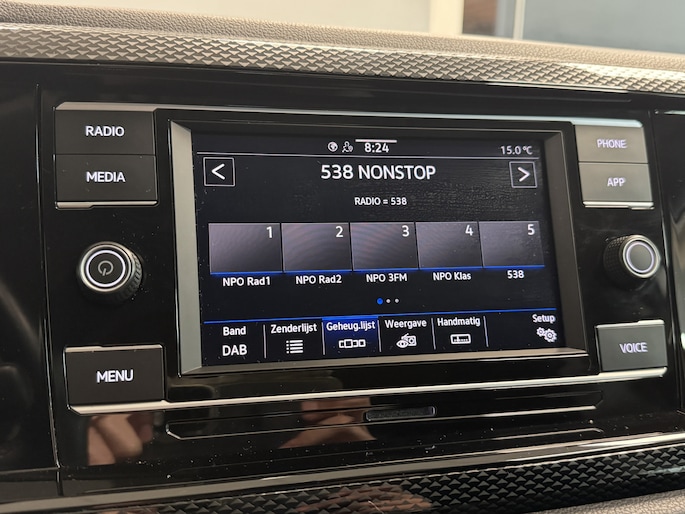 RADIO
MEDIA
MENU
8:24
15.0 °C
<
538 NONSTOP
>
RADIO = 538
1
2
3
4
5
NPO Rad1
NPO Rad2
NPO 3FM
NPO Klas
538
Band
DAB
Zenderlijst
Geheug.lijst
Weergave
Handmatig
Setup
PHONE
APP
VOICE